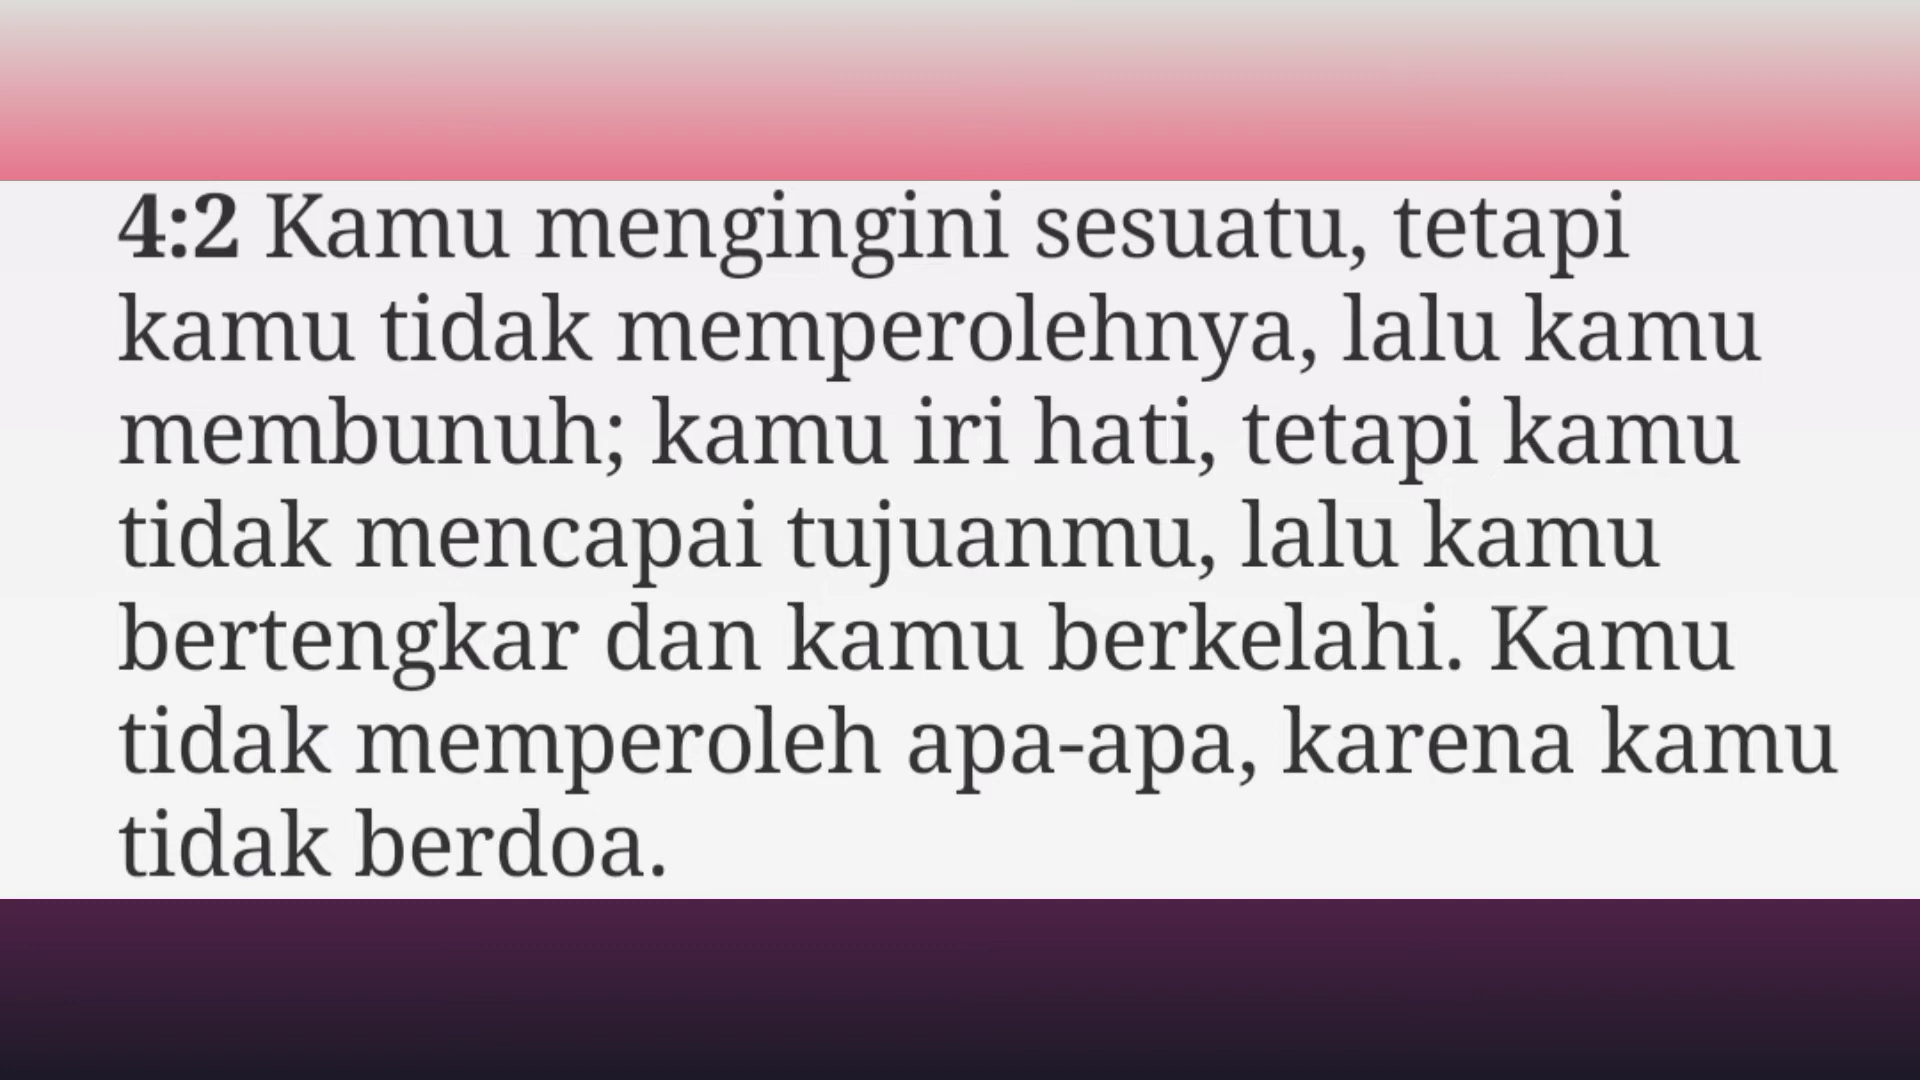 4:2 Kamu mengingini sesuatu, tetapi
kamu tidak memperolehnya, lalu kamu
membunuh; kamu iri hati, tetapi kamu
tidak mencapai tujuanmu, lalu kamu
bertengkar dan kamu berkelahi. Kamu
tidak memperoleh apa-apa, karena kamu
tidak berdoa.